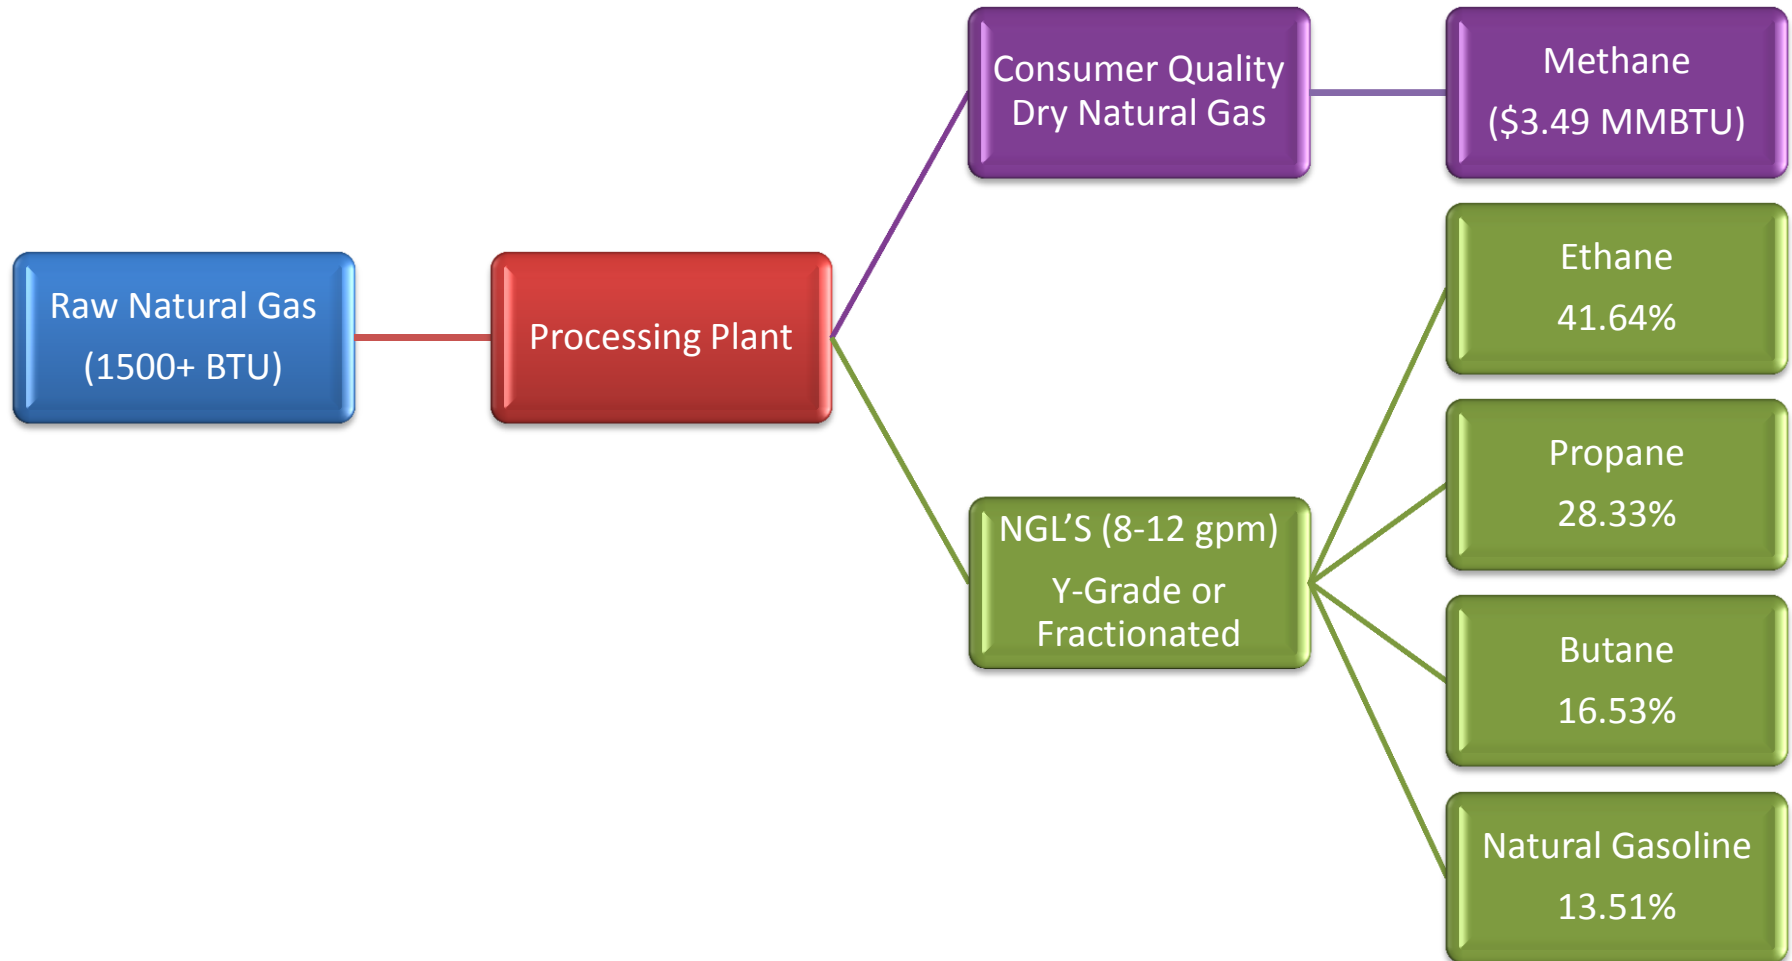 Raw Natural Gas
(1500+ BTU)
Processing Plant
Consumer Quality
Dry Natural Gas
Methane
($3.49 MMBTU)
NGL’S (8-12 gpm)
Y-Grade or
Fractionated
Ethane
41.64%
Propane
28.33%
Butane
16.53%
Natural Gasoline
13.51%